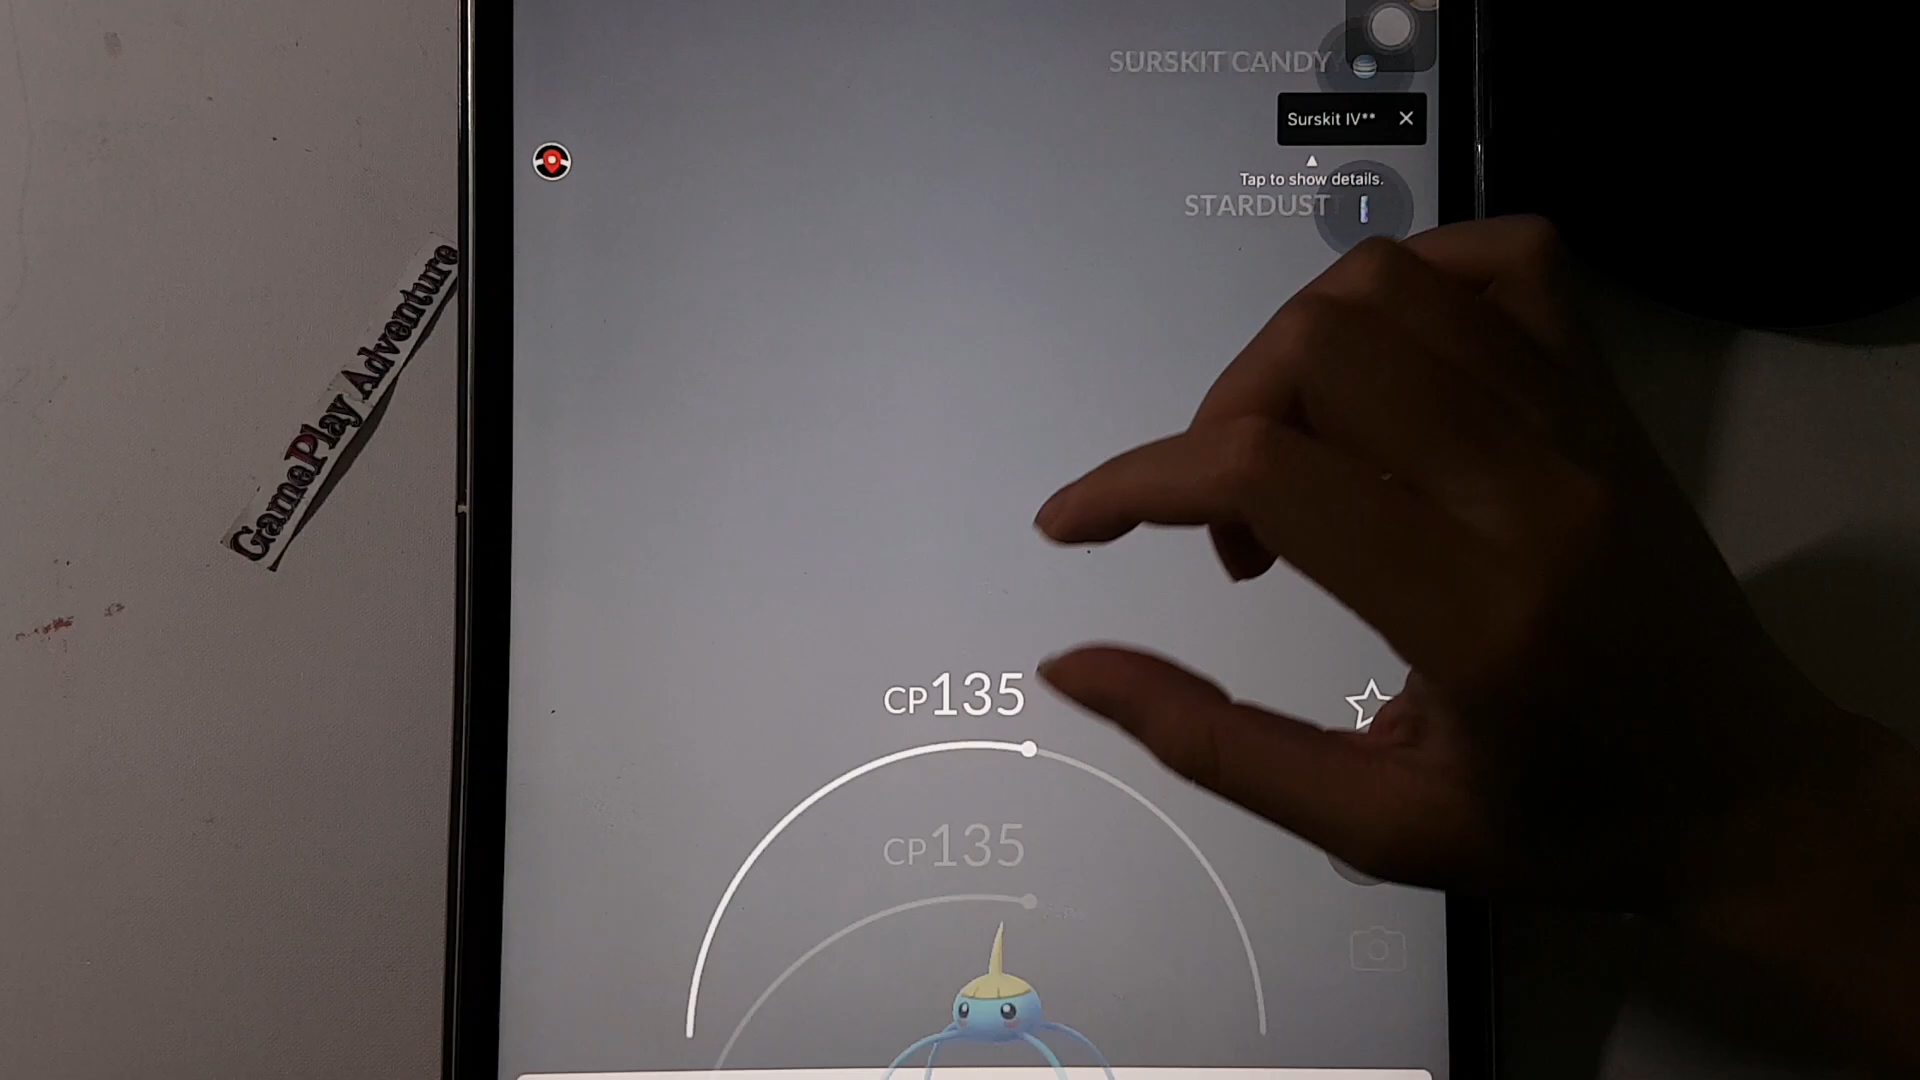 SURSKIT CANDY
Surskit IV**
Tap to show details.
STARDUST
GamePlay Adventure
CP135
CP135